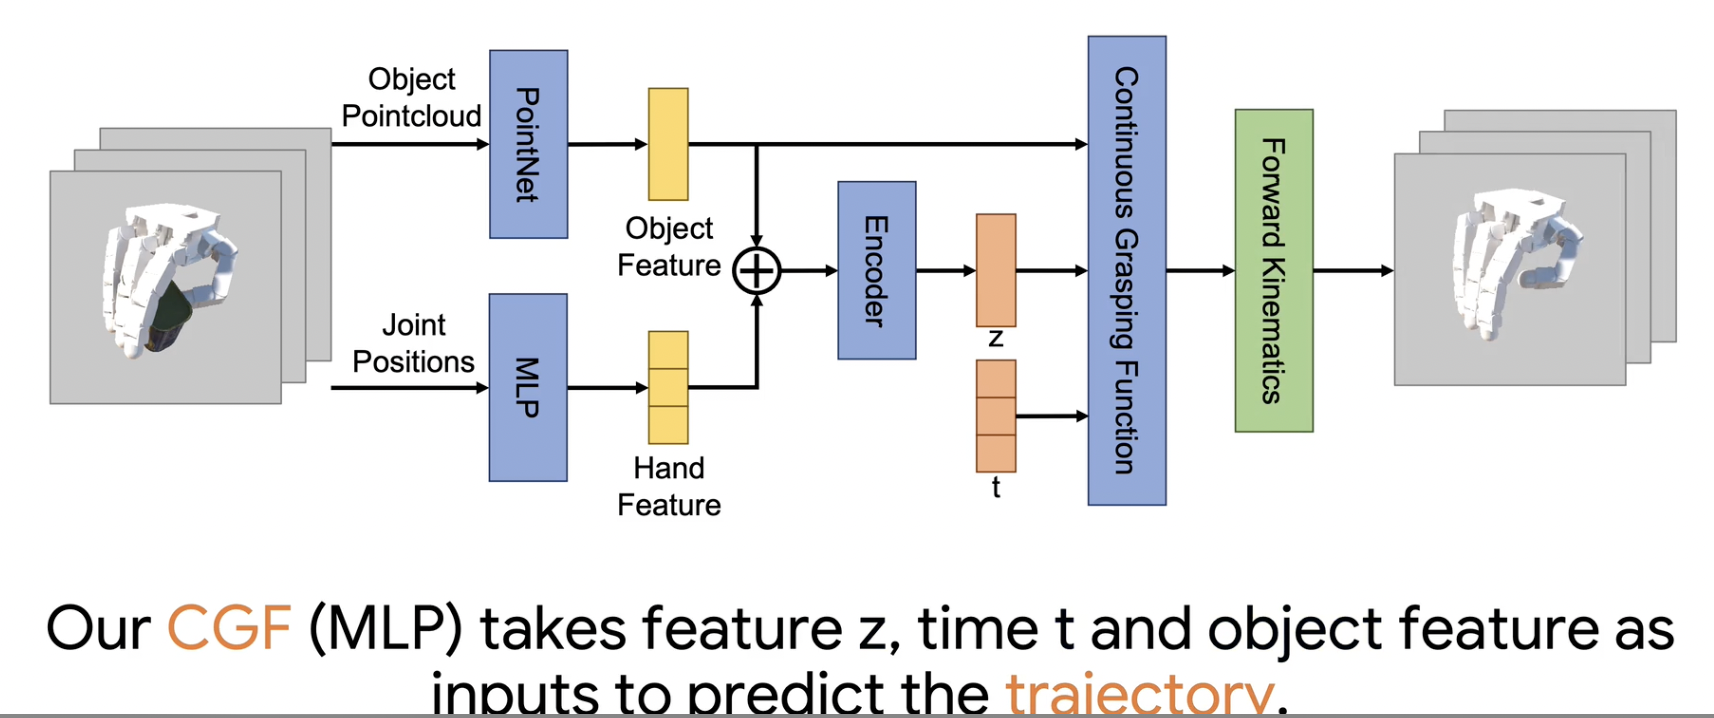 Object
Pointcloud
PointNet
Object
Feature
Joint
Positions
MLP
Hand
Feature
Encoder
z
t
Continuous Grasping Function
Forward Kinematics
Our CGF (MLP) takes feature z, time t and object feature as
inputs to predict the trajectory.